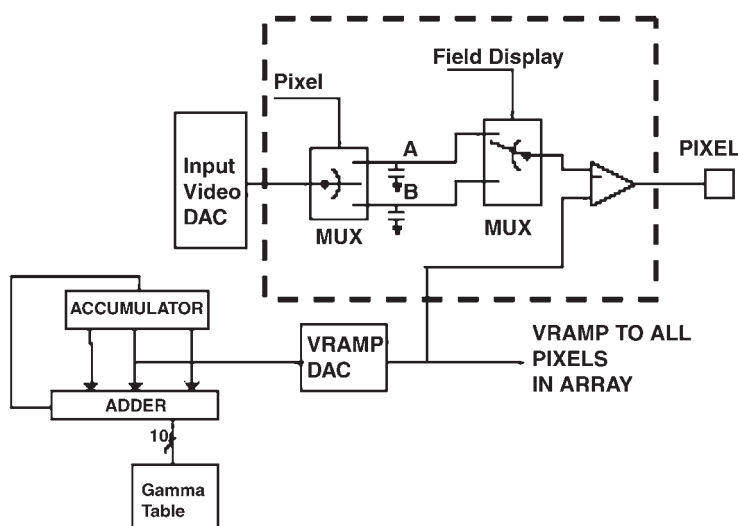 Field Display
Pixel
Input
Video
DAC
A
B
MUX
MUX
PIXEL
ACCUMULATOR
VRAMP
DAC
VRAMP TO ALL
PIXELS
IN ARRAY
ADDER
10
Gamma
Table